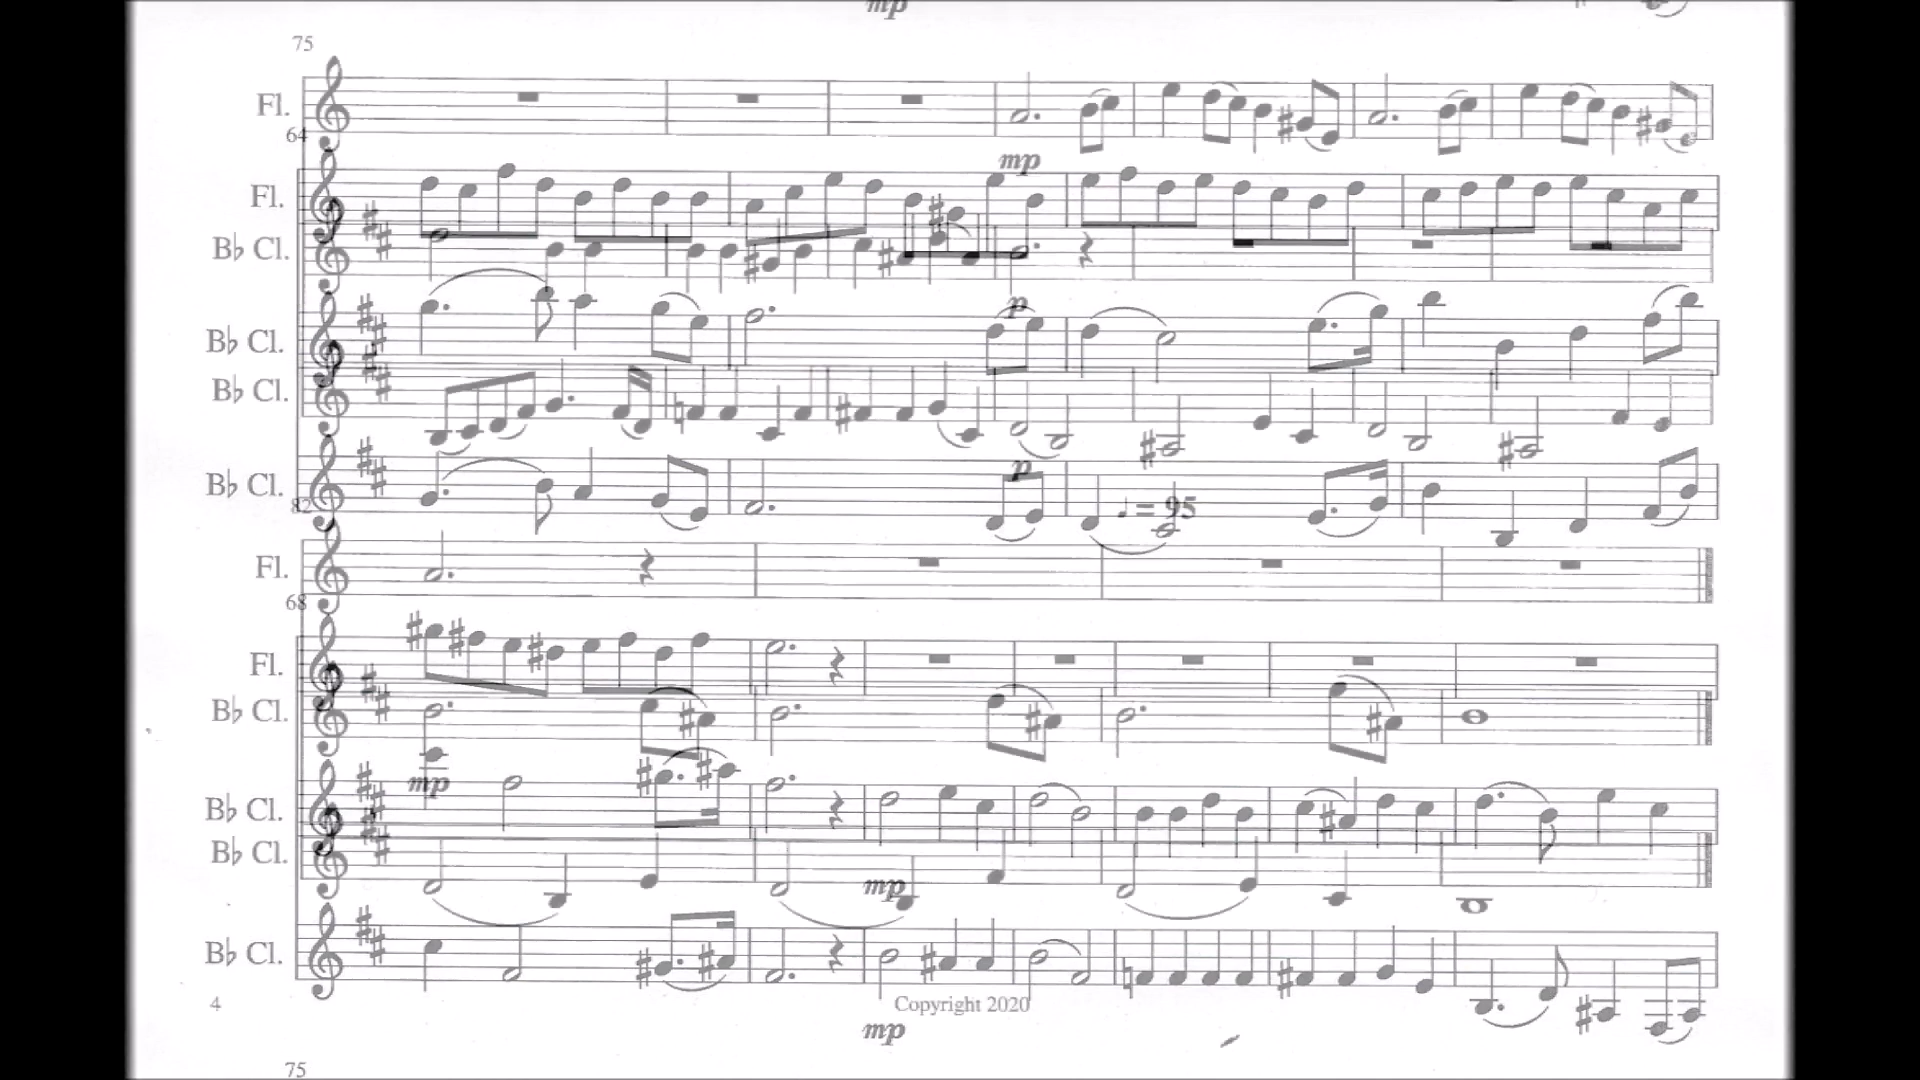 mp
75
Fl.
64
mp
Fl.
B♭ Cl.
p
B♭ Cl.
B♭ Cl.
p
B♭ Cl.
82
♩ = 95
Fl.
68
Fl.
B♭ Cl.
mp
B♭ Cl.
B♭ Cl.
mp
B♭ Cl.
4
Copyright 2020
mp
75